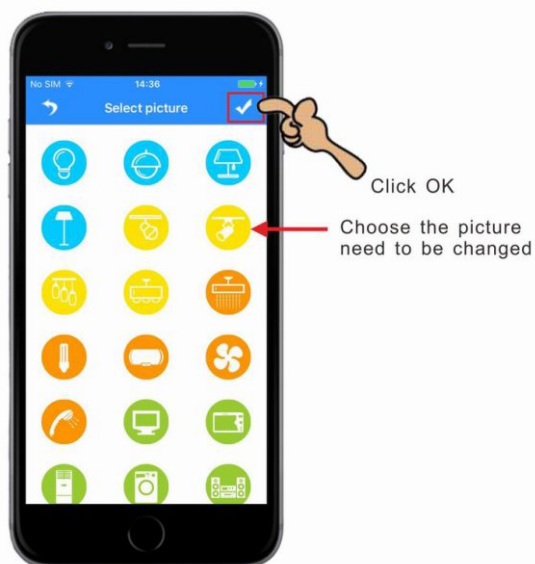 No SIM 14:36
Select picture
Click OK
Choose the picture
need to be changed